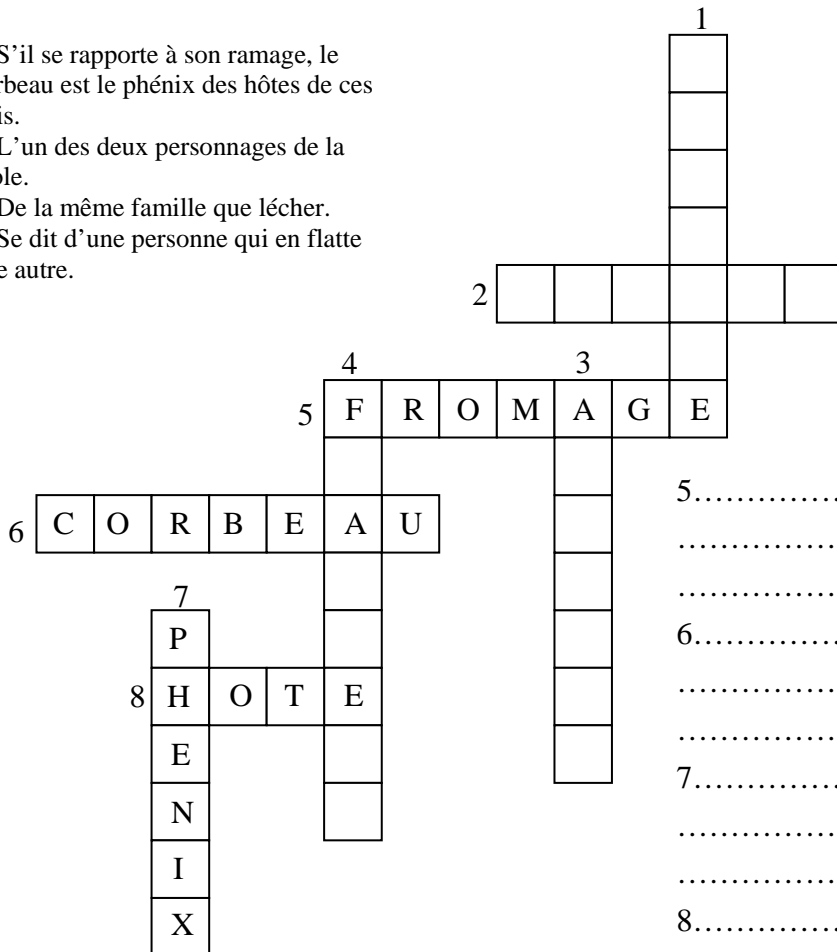 1
S’il se rapporte à son ramage, le
rbeau est le phénix des hôtes de ces
is.
L’un des deux personnages de la
ble.
De la même famille que lécher.
Se dit d’une personne qui en flatte
e autre.
2
4 3
5 F R O M A G E
6 C O R B E A U
7
P
8 H O T E
E
N
I
X
5……………
……………
……………
6……………
……………
……………
7……………
……………
……………
8……………